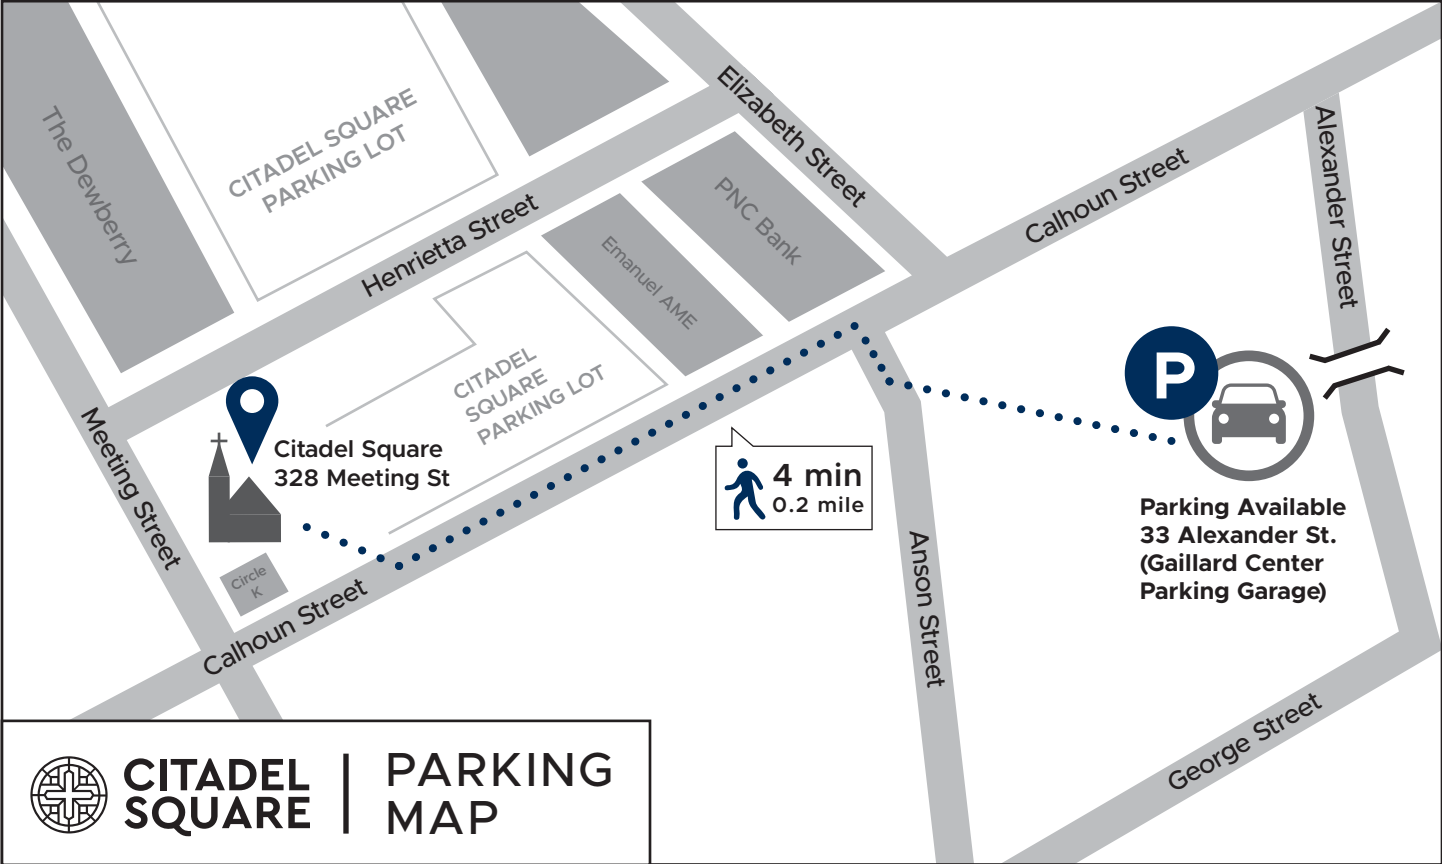 The Dewberry
CITADEL SQUARE
PARKING LOT
Elizabeth Street
PNC Bank
Emanuel AME
Henrietta Street
Calhoun Street
Alexander Street
CITADEL
SQUARE
PARKING LOT
P
Meeting Street
Citadel Square
328 Meeting St
4 min
0.2 mile
Parking Available
33 Alexander St.
(Gaillard Center
Parking Garage)
Circle
K
Calhoun Street
Anson Street
George Street
CITADEL
SQUARE
PARKING
MAP